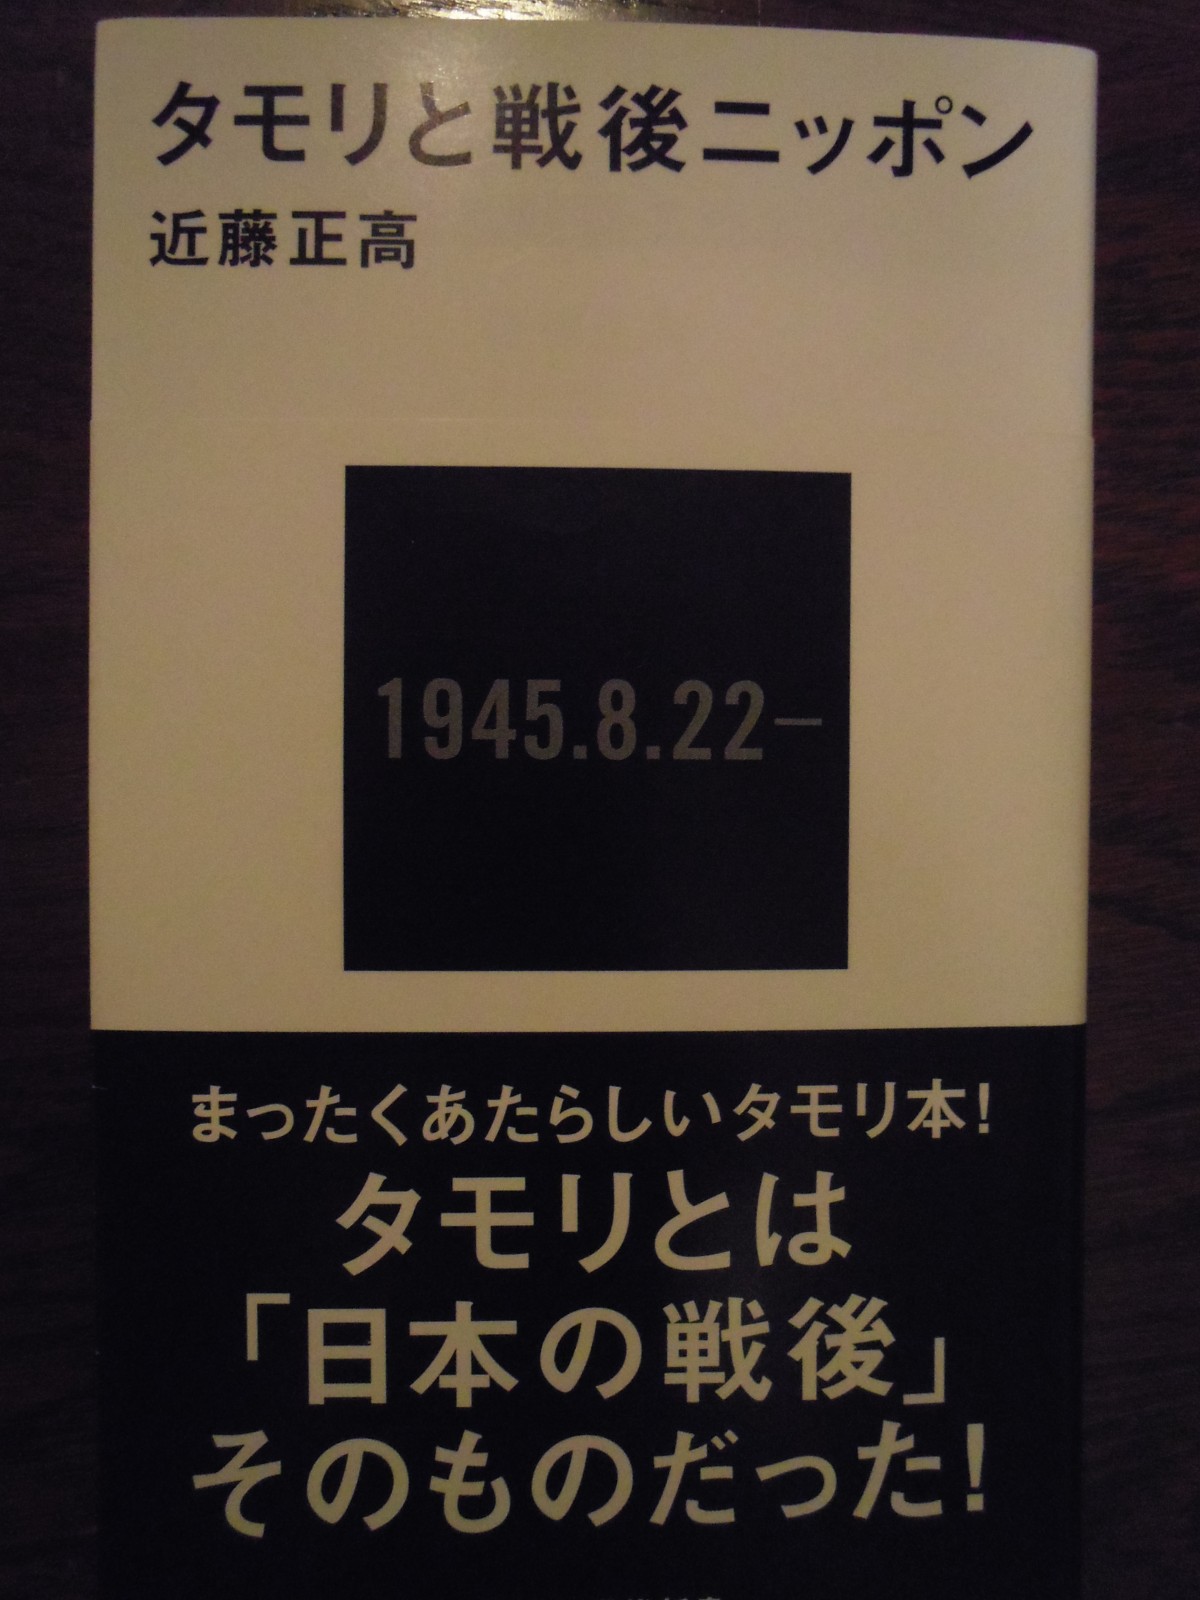 タモリと戦後ニッポン
近藤正高
1945.8.22–
まったくあたらしいタモリ本!
タモリとは
「日本の戦後」
そのものだった!